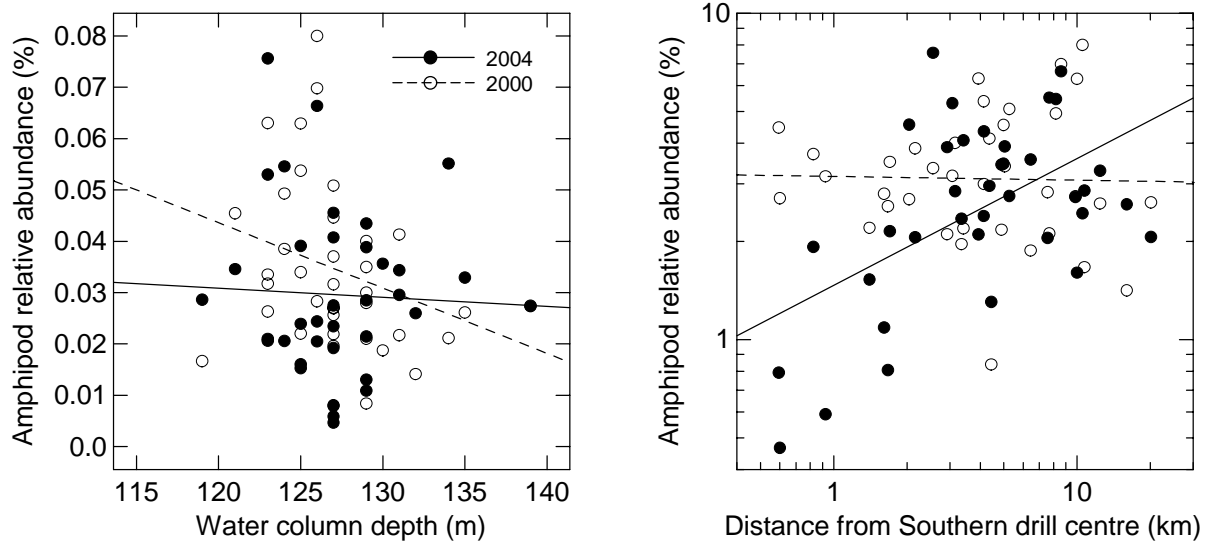 Amphipod relative abundance (%)
0.08
0.07
0.06
0.05
0.04
0.03
0.02
0.01
0.0
2004
2000
115 120 125 130 135 140
Water column depth (m)
Amphipod relative abundance (%)
10
1
1 10
Distance from Southern drill centre (km)